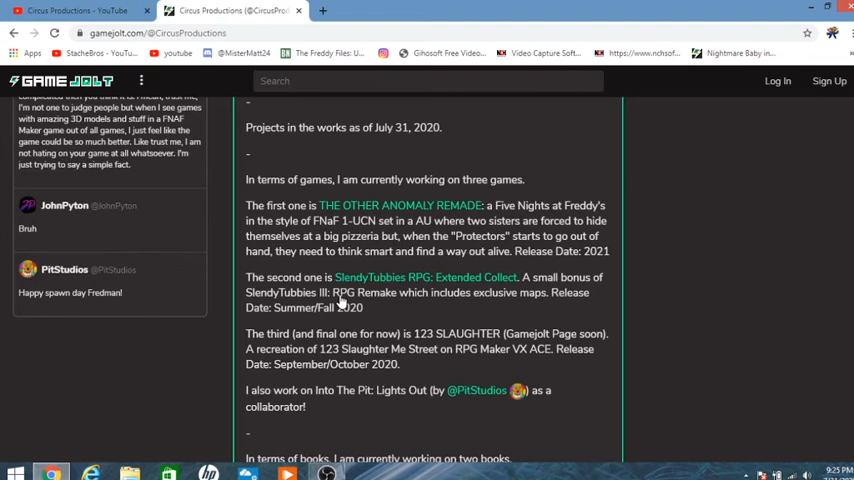 Circus Productions - YouTube
Circus Productions (@CircusProd
gamejolt.com/@CircusProductions
Apps
StacheBros - YouTu...
youtube
@MisterMatt24
The Freddy Files: U...
Gihosoft Free Video...
Video Capture Soft...
https://www.nchsof...
Nightmare Baby in...
GAME JOLT
Search
Log In
Sign Up
complicated then you think it is. I mean, trust me,
I'm not one to judge people but when I see games
with amazing 3D models and stuff in a FNAF
Maker game out of all games, I just feel like the
game could be so much better. Like trust me, I
am not hating on your game at all whatsoever. I'm
just trying to say a simple fact.
JohnPyton @JohnPyton
Bruh
PitStudios @PitStudios
Happy spawn day Fredman!
-
Projects in the works as of July 31, 2020.
-
In terms of games, I am currently working on three games.
The first one is THE OTHER ANOMALY REMADE: a Five Nights at Freddy's
in the style of FNaF 1-UCN set in a AU where two sisters are forced to hide
themselves at a big pizzeria but, when the "Protectors" starts to go out of
hand, they need to think smart and find a way out alive. Release Date: 2021
The second one is SlendyTubbies RPG: Extended Collect. A small bonus of
SlendyTubbies III: RPG Remake which includes exclusive maps. Release
Date: Summer/Fall 2020
The third (and final one for now) is 123 SLAUGHTER (Gamejolt Page soon).
A recreation of 123 Slaughter Me Street on RPG Maker VX ACE. Release
Date: September/October 2020.
I also work on Into The Pit: Lights Out (by @PitStudios) as a
collaborator!
-
In terms of books, I am currently working on two books.
9:25 PM
7/31/2020